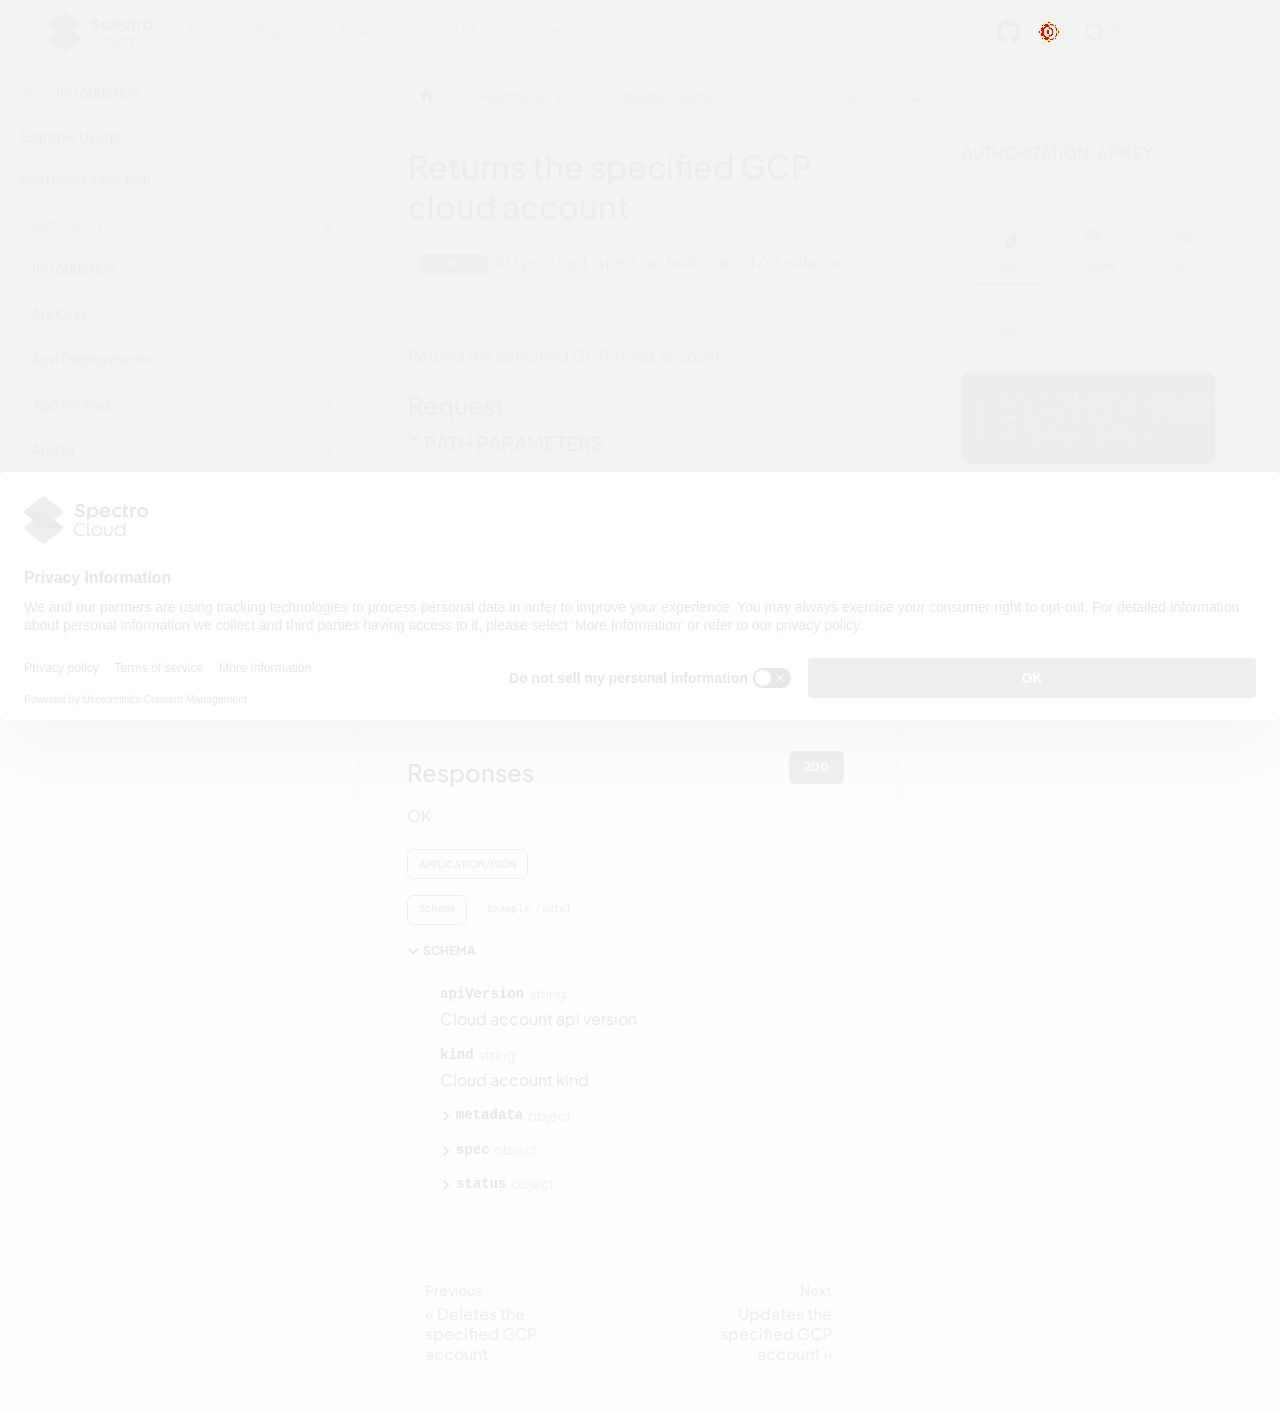 Spectro Cloud
Docs Tutorials Downloads API latest
Search
Introduction
Example Usage
Postman Collection
Palette API V1
Introduction
Api Keys
App Deployments
App Profiles
Audits
Palette API V1
Cloudaccounts
Returns the specified GCP cloud account
Returns the specified GCP
cloud account
GET
Returns the specified GCP cloud account
Request
PATH PARAMETERS
AUTHORIZATION: APIKEY
CURL PYTHON GO
CURL
Spectro
Cloud
Privacy Information
We and our partners are using tracking technologies to process personal data in order to improve your experience. You may always exercise your consumer right to opt-out. For detailed information
about personal information we collect and third parties having access to it, please select ‘More Information’ or refer to our privacy policy.
Privacy policy Terms of service More Information
Powered by Usercentrics Consent Management
Do not sell my personal information
OK
Responses
200
OK
APPLICATION/JSON
Schema Example (auto)
SCHEMA
apiVersion string
Cloud account api version
kind string
Cloud account kind
metadata object
spec object
status object
Previous
« Deletes the
specified GCP
account
Next
Updates the
specified GCP
account »